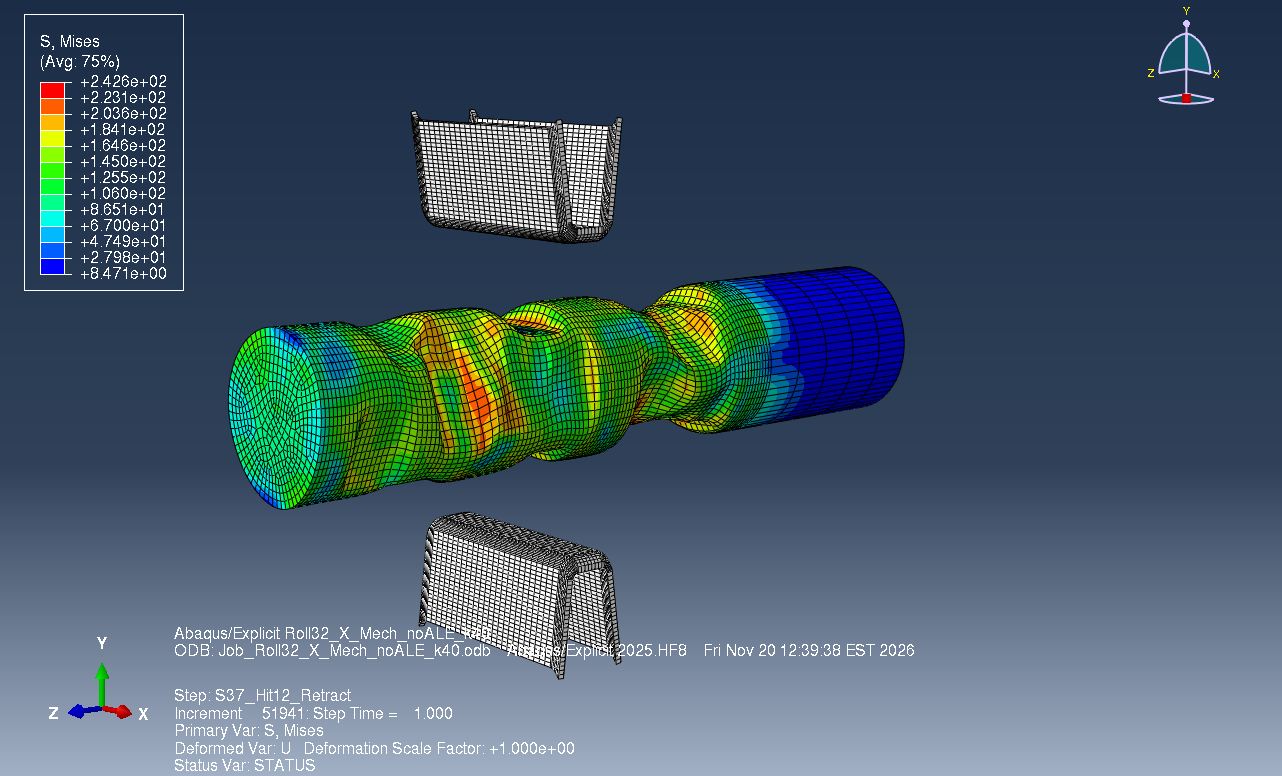 S, Mises
(Avg: 75%)
+2.426e+02
+2.231e+02
+2.036e+02
+1.841e+02
+1.646e+02
+1.450e+02
+1.255e+02
+1.060e+02
+8.651e+01
+6.700e+01
+4.749e+01
+2.798e+01
+8.471e+00
Y
Z X
Abaqus/Explicit Roll32_X_Mech_noALE_k40
ODB: Job_Roll32_X_Mech_noALE_k40.odb Abaqus/Explicit 2025.HF8 Fri Nov 20 12:39:38 EST 2026
Y
Z X
Step: S37_Hit12_Retract
Increment 51941: Step Time = 1.000
Primary Var: S, Mises
Deformed Var: U Deformation Scale Factor: +1.000e+00
Status Var: STATUS